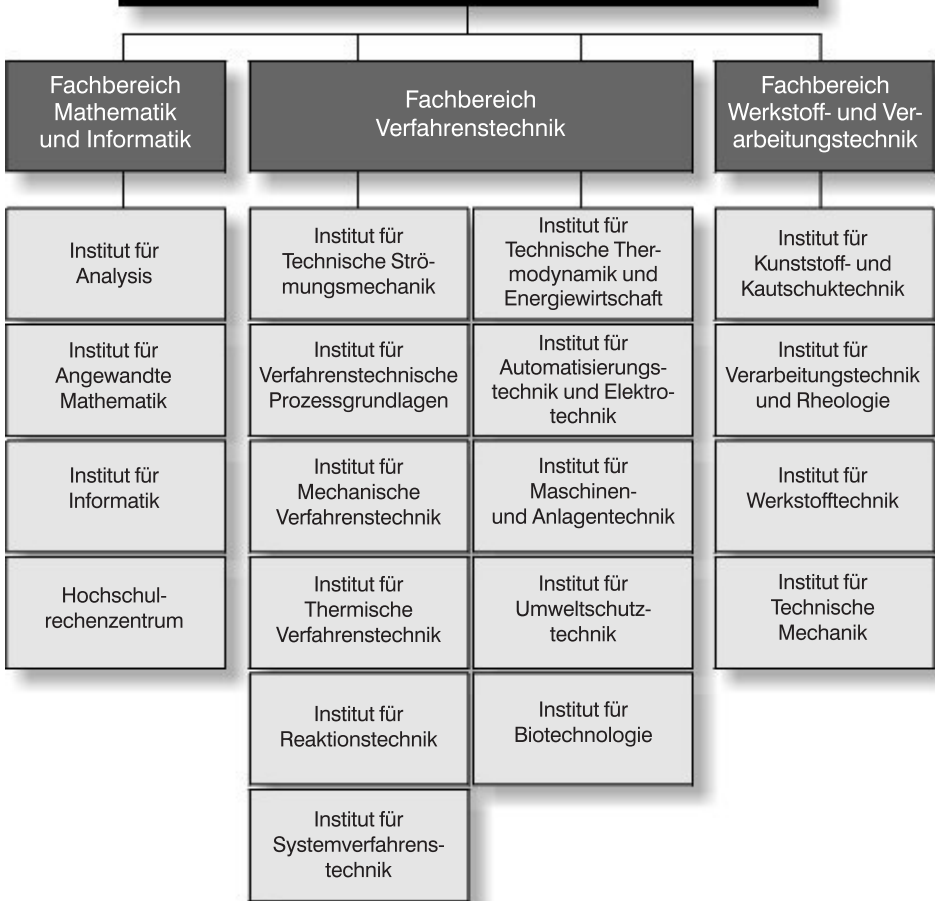 Fachbereich
Mathematik
und Informatik
Fachbereich
Verfahrenstechnik
Fachbereich
Werkstoff- und Ver-
arbeitungstechnik
Institut für
Analysis
Institut für
Angewandte
Mathematik
Institut für
Informatik
Hochschul-
rechenzentrum
Institut für
Technische Strö-
mungsmechanik
Institut für
Verfahrenstechnische
Prozessgrundlagen
Institut für
Mechanische
Verfahrenstechnik
Institut für
Thermische
Verfahrenstechnik
Institut für
Reaktionstechnik
Institut für
Systemverfahrens-
technik
Institut für
Technische Ther-
modynamik und
Energiewirtschaft
Institut für
Automatisierungs-
technik und Elektro-
technik
Institut für
Maschinen-
und Anlagentechnik
Institut für
Umweltschutz-
technik
Institut für
Biotechnologie
Institut für
Kunststoff- und
Kautschuktechnik
Institut für
Verarbeitungstechnik
und Rheologie
Institut für
Werkstofftechnik
Institut für
Technische
Mechanik